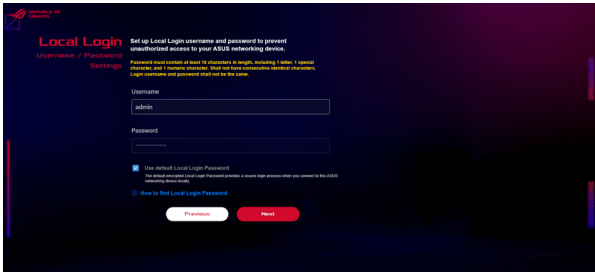 REPUBLIC OF
GAMERS
Local Login
Username / Password
Settings
Set up Local Login username and password to prevent
unauthorized access to your ASUS networking device.
Password must contain at least 10 characters in length, including 1 letter, 1 special
character, and 1 numeric character. Shall not have consecutive identical characters.
Login username and password shall not be the same.
Username
admin
Password
Use default Local Login Password
The default encrypted Local Login Password provides a secure login process when you connect to this ASUS
networking device locally.
How to find Local Login Password
Previous
Next